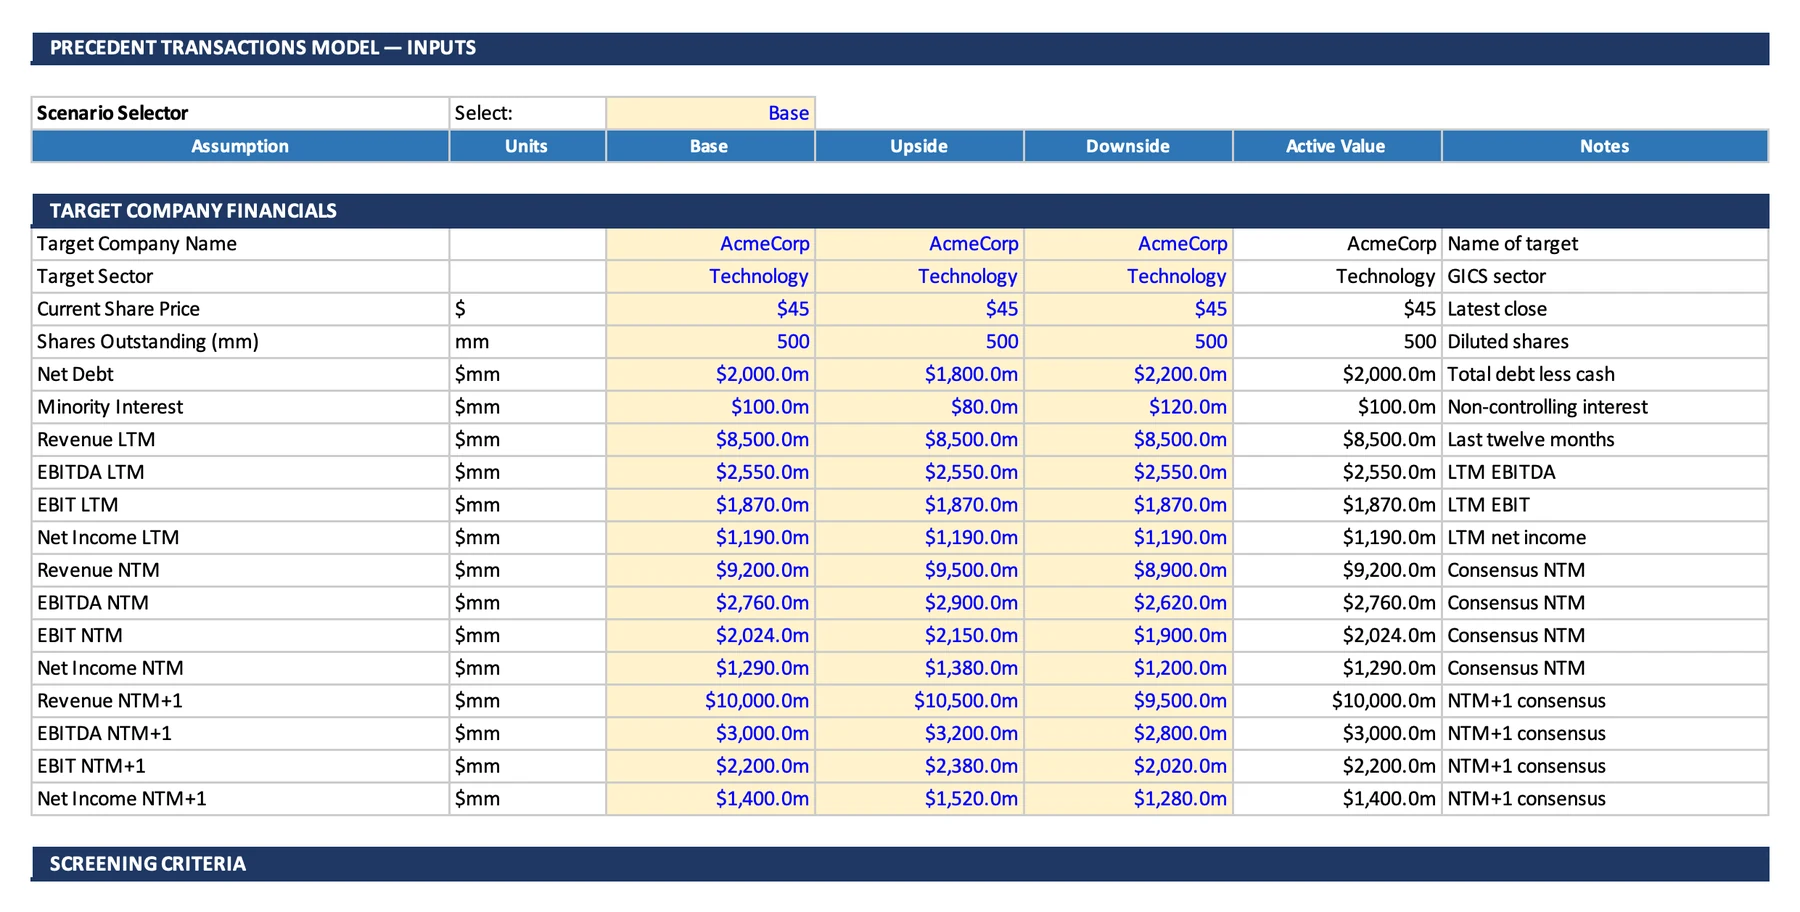 PRECEDENT TRANSACTIONS MODEL — INPUTS
Scenario Selector Select: Base
Assumption Units Base Upside Downside Active Value Notes
TARGET COMPANY FINANCIALS
Target Company Name AcmeCorp AcmeCorp AcmeCorp AcmeCorp Name of target
Target Sector Technology Technology Technology Technology GICS sector
Current Share Price $ $45 $45 $45 $45 Latest close
Shares Outstanding (mm) mm 500 500 500 500 Diluted shares
Net Debt $mm $2,000.0m $1,800.0m $2,200.0m $2,000.0m Total debt less cash
Minority Interest $mm $100.0m $80.0m $120.0m $100.0m Non-controlling interest
Revenue LTM $mm $8,500.0m $8,500.0m $8,500.0m $8,500.0m Last twelve months
EBITDA LTM $mm $2,550.0m $2,550.0m $2,550.0m $2,550.0m LTM EBITDA
EBIT LTM $mm $1,870.0m $1,870.0m $1,870.0m $1,870.0m LTM EBIT
Net Income LTM $mm $1,190.0m $1,190.0m $1,190.0m $1,190.0m LTM net income
Revenue NTM $mm $9,200.0m $9,500.0m $8,900.0m $9,200.0m Consensus NTM
EBITDA NTM $mm $2,760.0m $2,900.0m $2,620.0m $2,760.0m Consensus NTM
EBIT NTM $mm $2,024.0m $2,150.0m $1,900.0m $2,024.0m Consensus NTM
Net Income NTM $mm $1,290.0m $1,380.0m $1,200.0m $1,290.0m Consensus NTM
Revenue NTM+1 $mm $10,000.0m $10,500.0m $9,500.0m $10,000.0m NTM+1 consensus
EBITDA NTM+1 $mm $3,000.0m $3,200.0m $2,800.0m $3,000.0m NTM+1 consensus
EBIT NTM+1 $mm $2,200.0m $2,380.0m $2,020.0m $2,200.0m NTM+1 consensus
Net Income NTM+1 $mm $1,400.0m $1,520.0m $1,280.0m $1,400.0m NTM+1 consensus
SCREENING CRITERIA